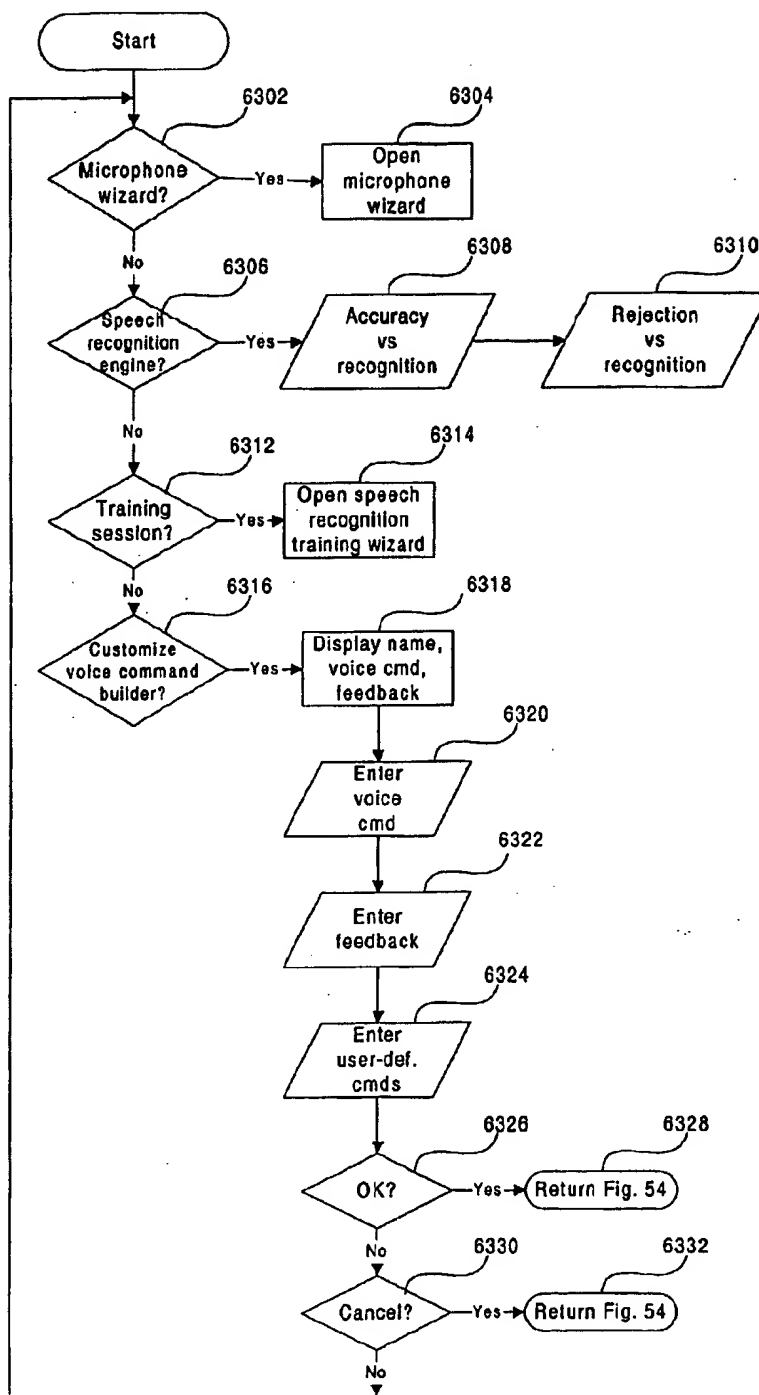 Start
6302
6304
Microphone
wizard?
Yes
Open
microphone
wizard
No
6306
6308
6310
Speech
recognition
engine?
Yes
Accuracy
vs
recognition
Rejection
vs
recognition
No
6312
6314
Training
session?
Yes
Open speech
recognition
training wizard
No
6316
6318
Customize
voice command
builder?
Yes
Display name,
voice cmd,
feedback
6320
Enter
voice
cmd
6322
Enter
feedback
6324
Enter
user-def.
cmds
6326
6328
OK?
Yes
Return Fig. 54
No
6330
6332
Cancel?
Yes
Return Fig. 54
No